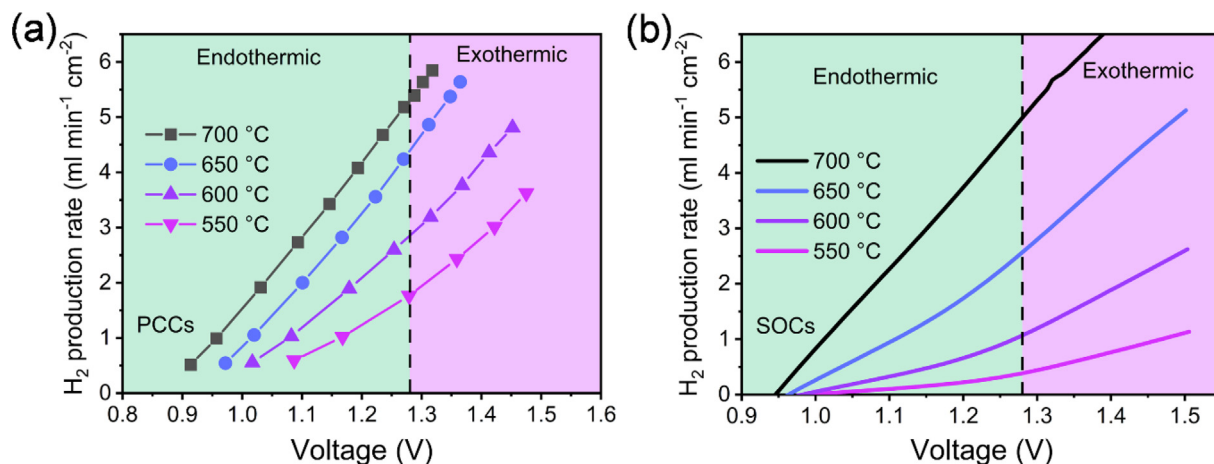 (a)
H₂ production rate (ml min⁻¹ cm⁻²)
6
5
4
3
2
1
0
Endothermic
Exothermic
700 °C
650 °C
600 °C
550 °C
PCCs
0.8 0.9 1.0 1.1 1.2 1.3 1.4 1.5 1.6
Voltage (V)
(b)
H₂ production rate (ml min⁻¹ cm⁻²)
6
5
4
3
2
1
0
Endothermic
Exothermic
700 °C
650 °C
600 °C
550 °C
SOCs
0.9 1.0 1.1 1.2 1.3 1.4 1.5
Voltage (V)